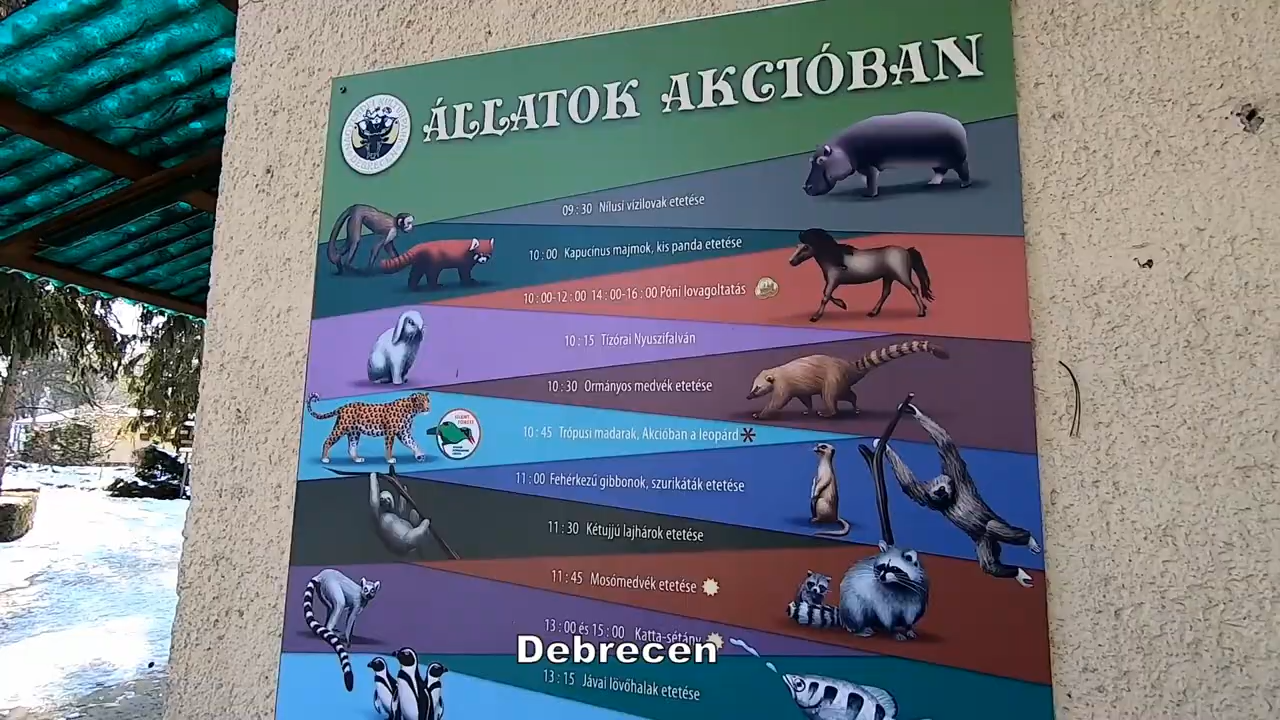 ÁLLATOK AKCIÓBAN
09:30 Nílusi vízilovak etetése
10:00 Kapucinus majmok, kis panda etetése
10:00-12:00 14:00-16:00 Póni lovagoltatás
10:15 Tízórai Nyuszifalván
10:30 Ormányos medvék etetése
10:45 Trópusi madarak, Akcióban a leopárd*
11:00 Fehérkezű gibbonok, szurikáták etetése
11:30 Kétujjú lajhárok etetése
11:45 Mosómedvék etetése
13:00 és 15:00 Katta-sétány
Debrecen
13:15 Jávai lövőhalak etetése